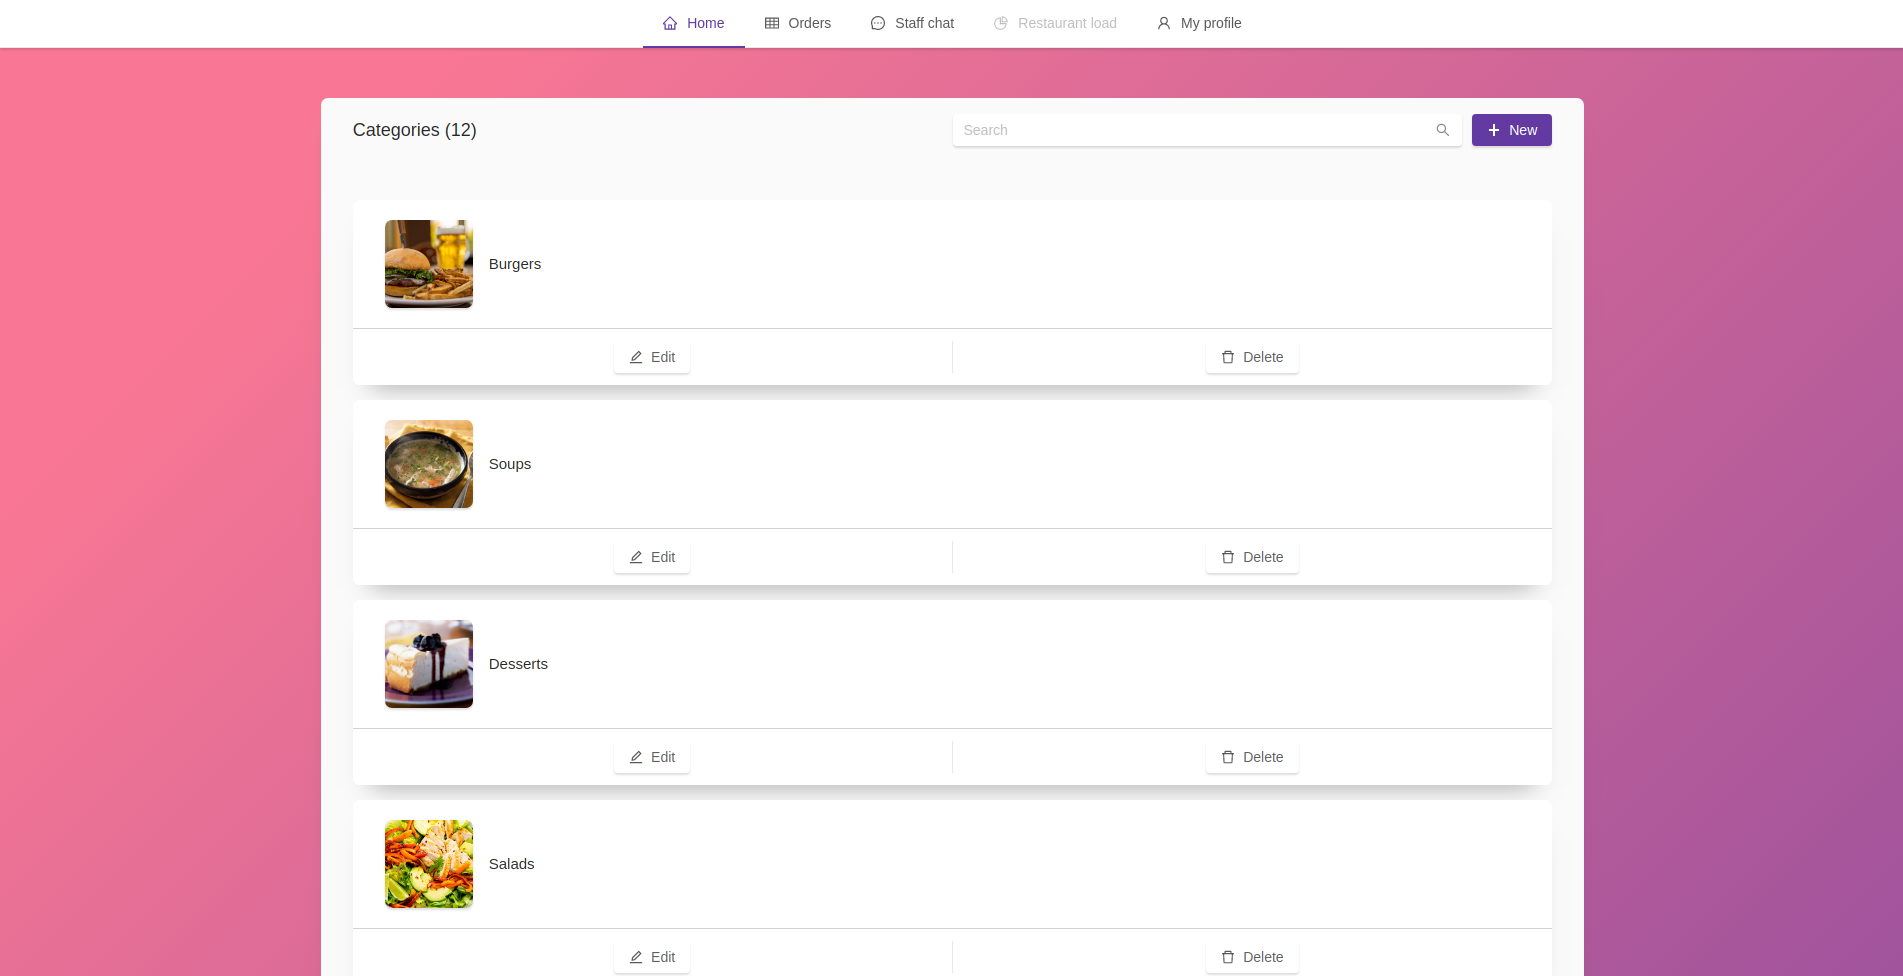 Home Orders Staff chat Restaurant load My profile
Categories (12) Search New
Burgers
Edit Delete
Soups
Edit Delete
Desserts
Edit Delete
Salads
Edit Delete